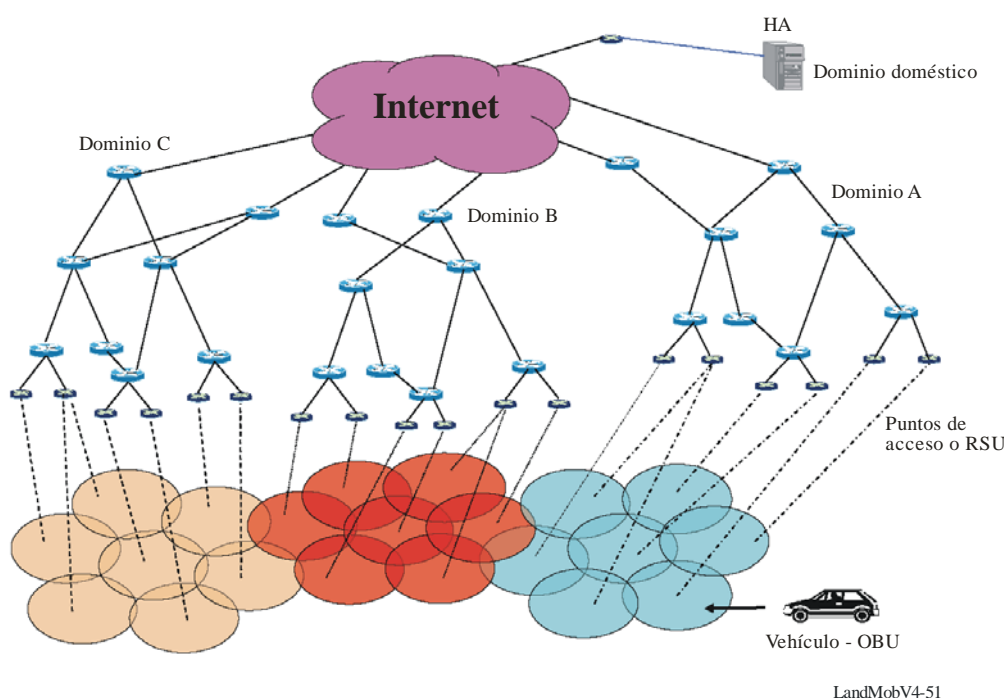 HA
Dominio doméstico
Internet
Dominio C
Dominio A
Dominio B
Puntos de
acceso o RSU
Vehículo - OBU
LandMobV4-51